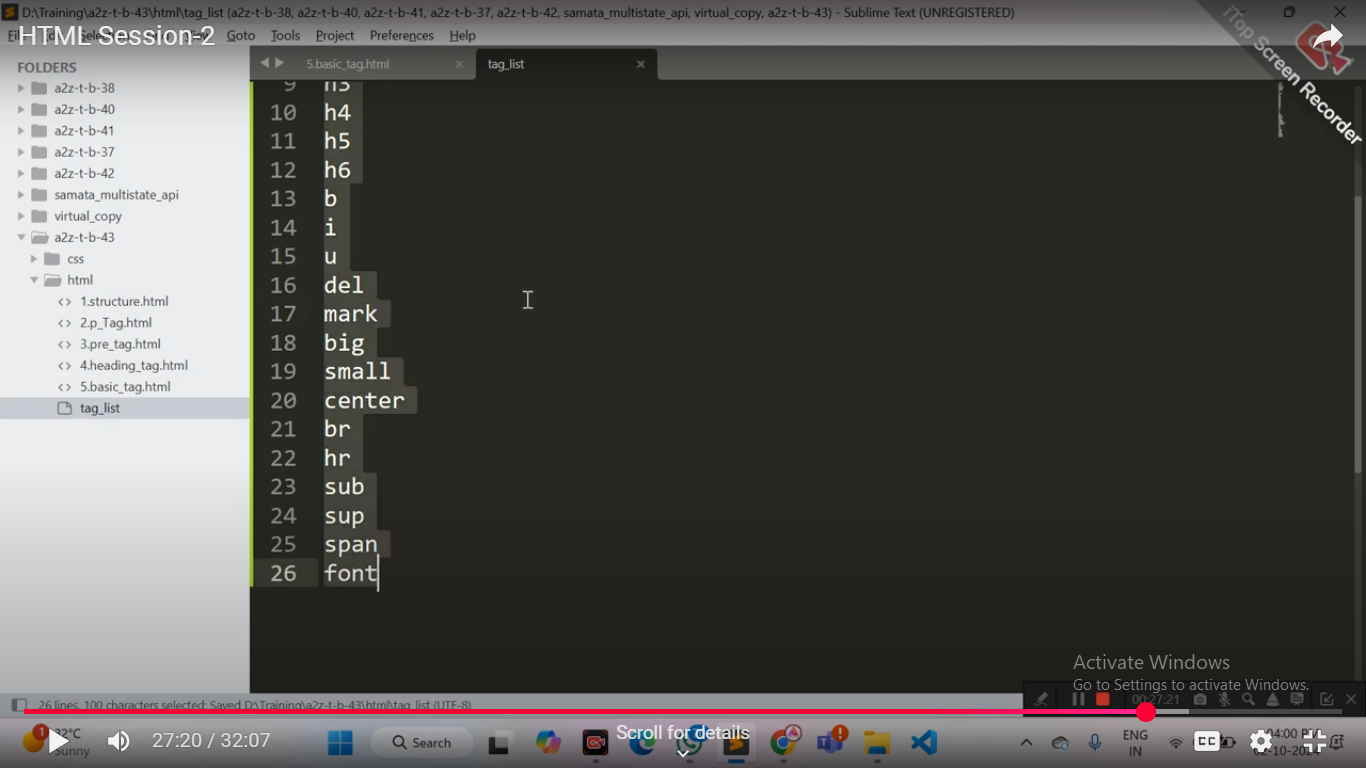 D:\Training\a2z-t-b-43\html\tag_list (a2z-t-b-38, a2z-t-b-40, a2z-t-b-41, a2z-t-b-37, a2z-t-b-42, samata_multistate_api, virtual_copy, a2z-t-b-43) - Sublime Text (UNREGISTERED)
HTML Session-2
Goto Tools Project Preferences Help
iTop Screen Recorder
FOLDERS
5.basic_tag.html
tag_list
a2z-t-b-38
a2z-t-b-40
a2z-t-b-41
a2z-t-b-37
a2z-t-b-42
samata_multistate_api
virtual_copy
a2z-t-b-43
css
html
1.structure.html
2.p_Tag.html
3.pre_tag.html
4.heading_tag.html
5.basic_tag.html
tag_list
9 h3
10 h4
11 h5
12 h6
13 b
14 i
15 u
16 del
17 mark
18 big
19 small
20 center
21 br
22 hr
23 sub
24 sup
25 span
26 font
Activate Windows
Go to Settings to activate Windows.
26 lines, 100 characters selected; Saved D:\Training\a2z-t-b-43\html\tag_list (UTF-8)
00:27:21
32°C
Sunny
27:20 / 32:07
Search
Scroll for details
ENG
IN
CC
04:00 PM
02-10-2024